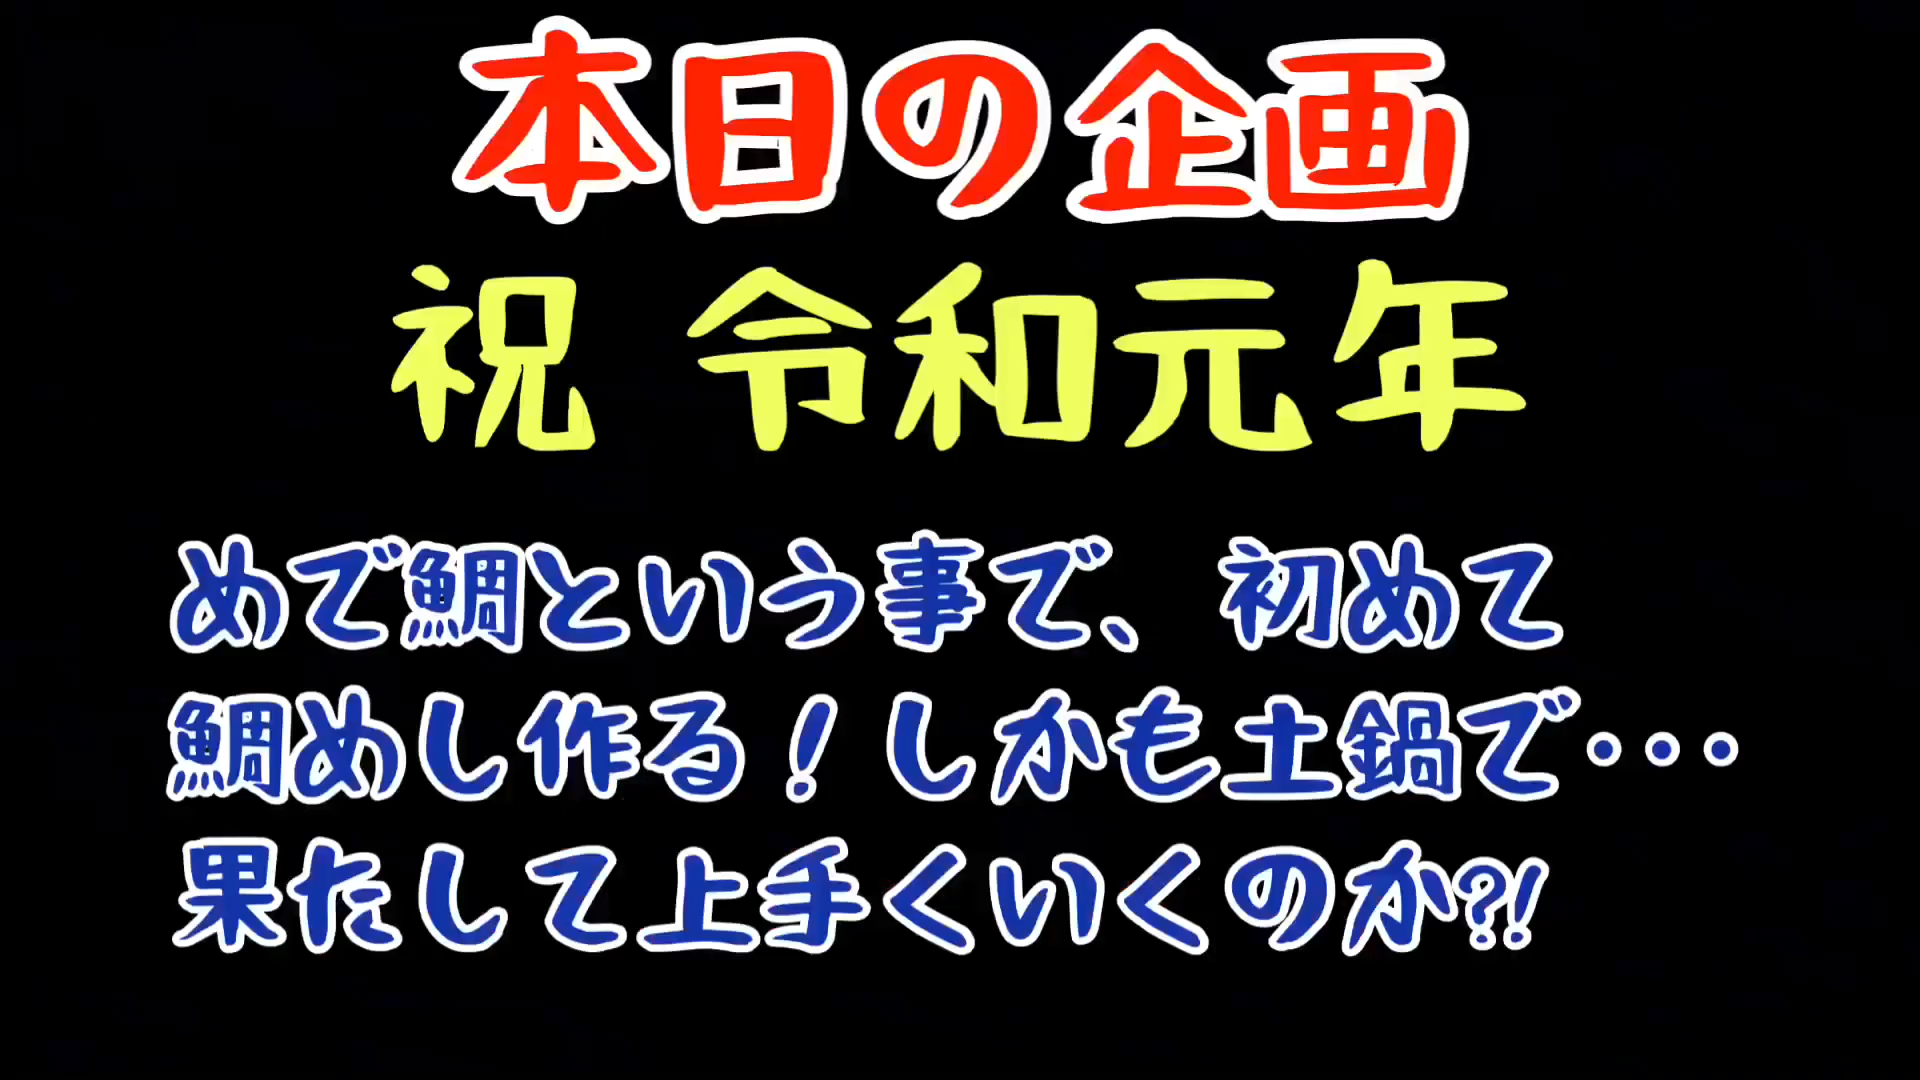 本日の企画
祝 令和元年
めで鯛という事で、初めて
鯛めし作る！しかも土鍋で・・・
果たして上手くいくのか⁈